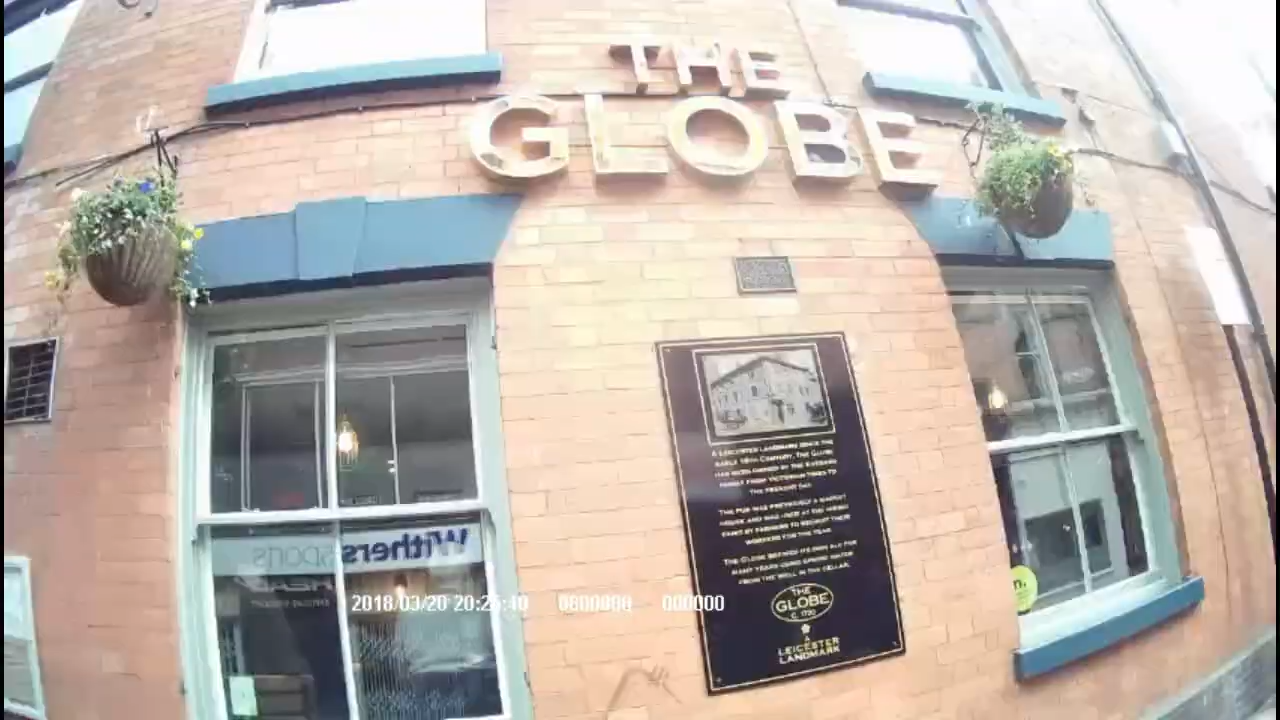 THE
GLOBE
A LEICESTER LANDMARK SINCE THE
EARLY 18TH CENTURY, THE GLOBE
HAS BEEN OWNED BY THE EVERARD
FAMILY FROM VICTORIAN TIMES TO
THE PRESENT DAY.
THE PUB WAS PREVIOUSLY A MARKET
HOUSE AND WAS USED AT THE
FAIRS BY FARMERS TO RECRUIT THEIR
WORKERS FOR THE YEAR.
THE GLOBE BREWED ITS OWN ALE FOR
MANY YEARS USING SPRING WATER
FROM THE WELL IN THE CELLAR.
THE
GLOBE
C. 1720
A
LEICESTER
LANDMARK
Withers sports
HEAD
2018/03/20 20:25:40 0000000 000000